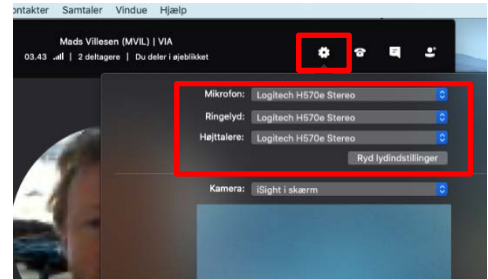 ontakter Samtaler Vindue Hjælp
Mads Villesen (MVIL) | VIA
03.43 | 2 deltagere | Du deler i øjeblikket
Mikrofon: Logitech H570e Stereo
Ringelyd: Logitech H570e Stereo
Højttalere: Logitech H570e Stereo
Ryd lydindstillinger
Kamera: iSight i skærm